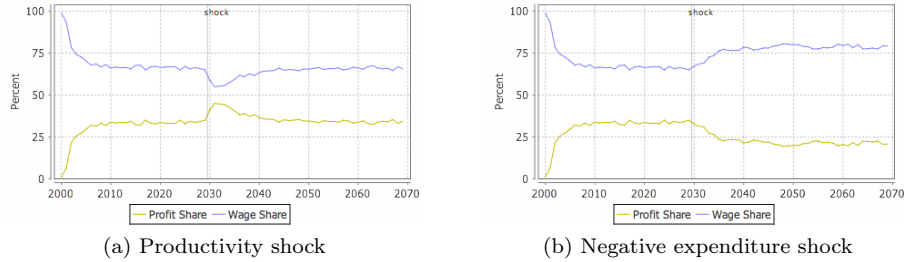 shock
100
75
50
25
0
Percent
2000 2010 2020 2030 2040 2050 2060 2070
Profit Share Wage Share
(a) Productivity shock
shock
100
75
50
25
0
Percent
2000 2010 2020 2030 2040 2050 2060 2070
Profit Share Wage Share
(b) Negative expenditure shock